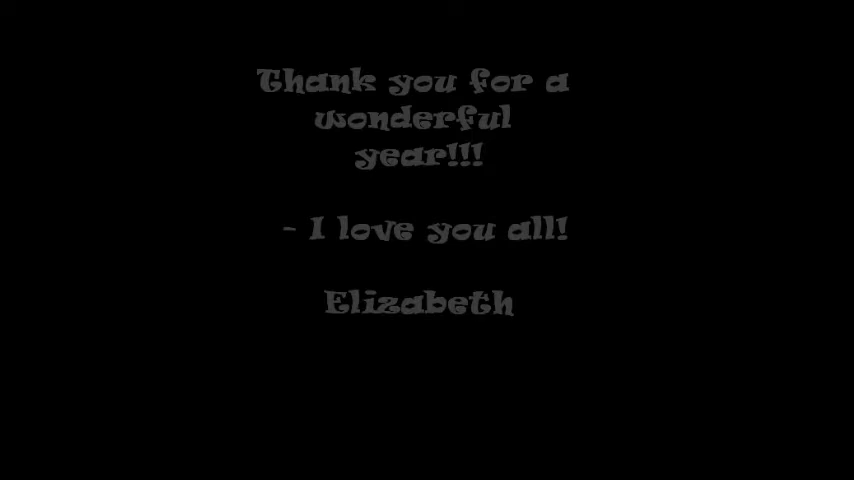 Thank you for a
wonderful
year!!!
- I love you all!
Elizabeth